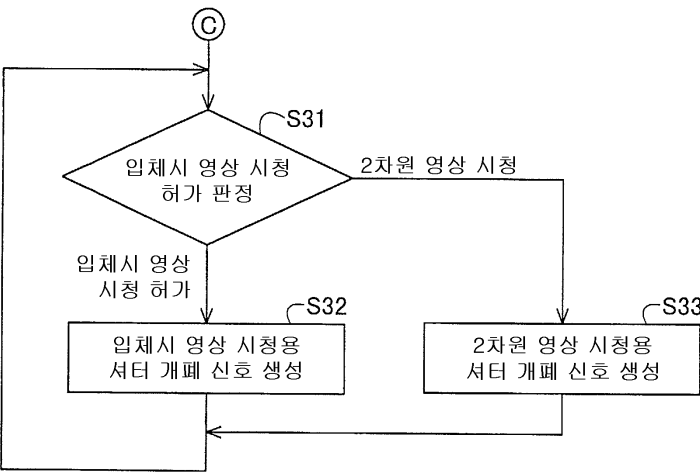 C
S31
입체시 영상 시청
허가 판정
2차원 영상 시청
입체시 영상
시청 허가
S32
입체시 영상 시청용
셔터 개폐 신호 생성
S33
2차원 영상 시청용
셔터 개폐 신호 생성